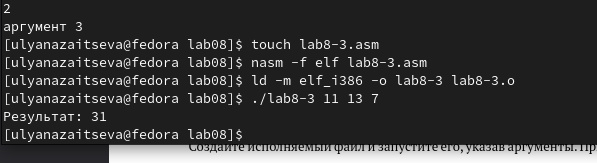 2
аргумент 3
[ulyanazaitseva@fedora lab08]$ touch lab8-3.asm
[ulyanazaitseva@fedora lab08]$ nasm -f elf lab8-3.asm
[ulyanazaitseva@fedora lab08]$ ld -m elf_i386 -o lab8-3 lab8-3.o
[ulyanazaitseva@fedora lab08]$ ./lab8-3 11 13 7
Результат: 31
[ulyanazaitseva@fedora lab08]$
Создайте исполняемый файл и запустите его, указав аргументы.